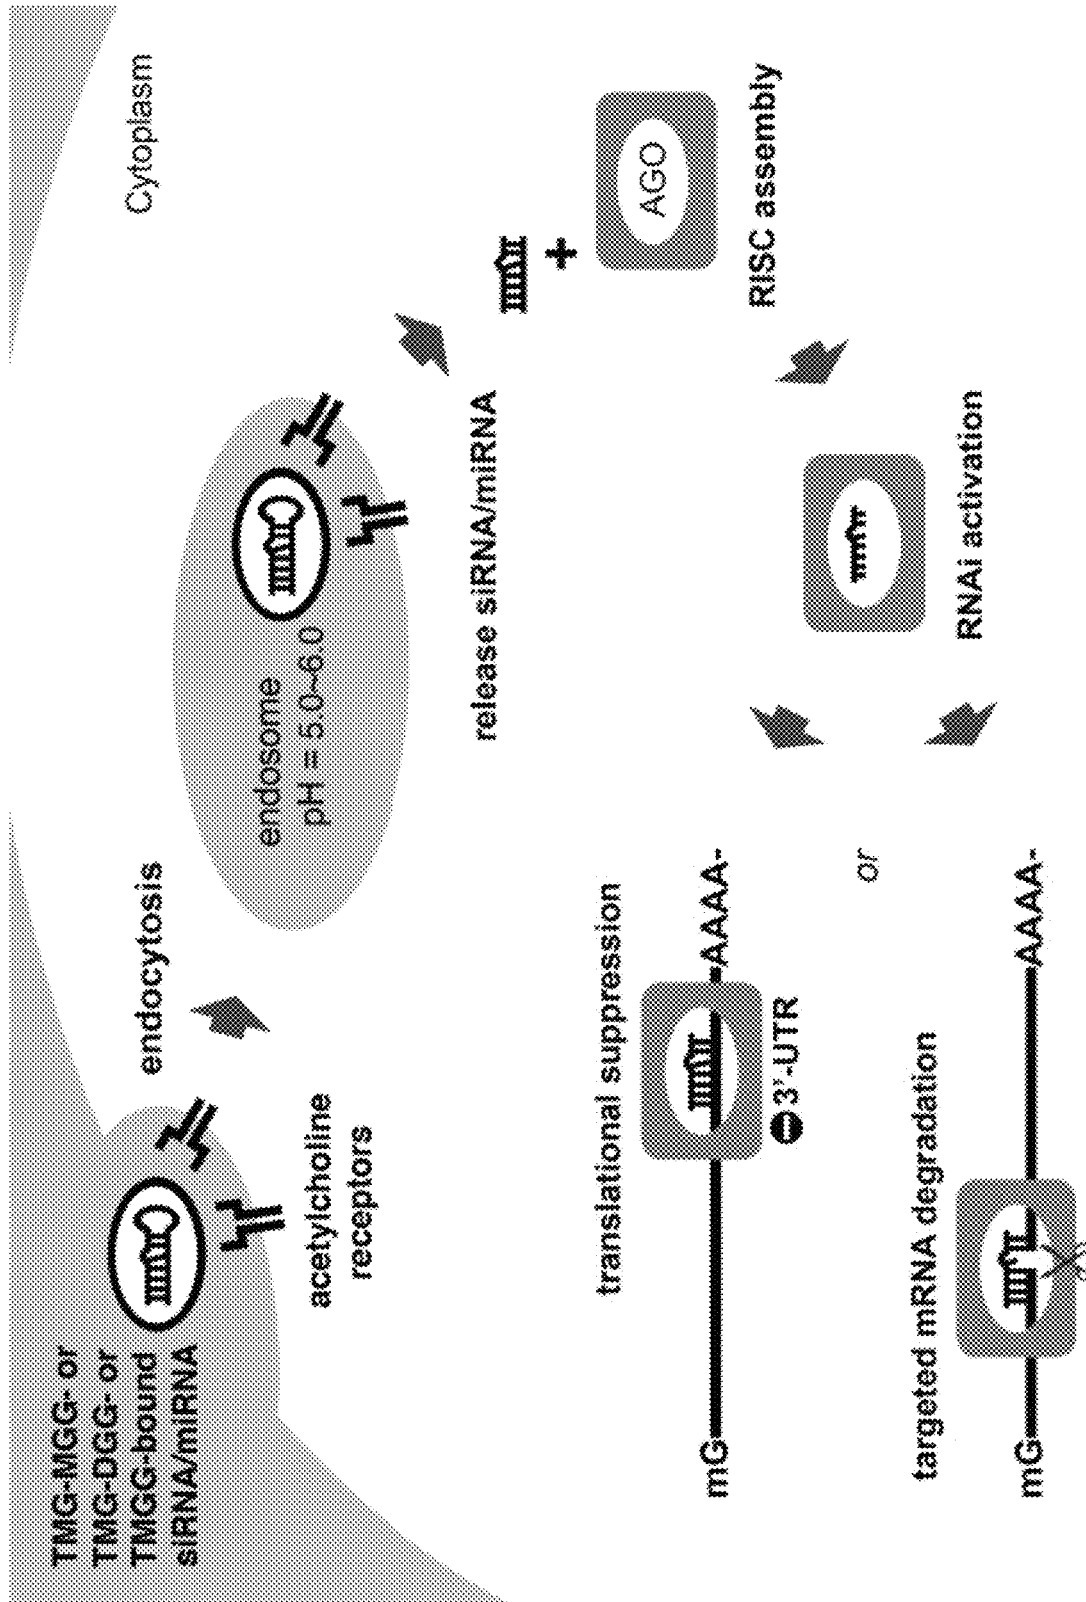 TMG-MGG- or
TMG-DGG- or
TMGG-bound
siRNA/miRNA
endocytosis
acetylcholine
receptors
endosome
pH = 5.0~6.0
Cytoplasm
release siRNA/miRNA
+
AGO
RISC assembly
RNAi activation
translational suppression
mG
AAAA-
3'-UTR
or
targeted mRNA degradation
mG
AAAA-